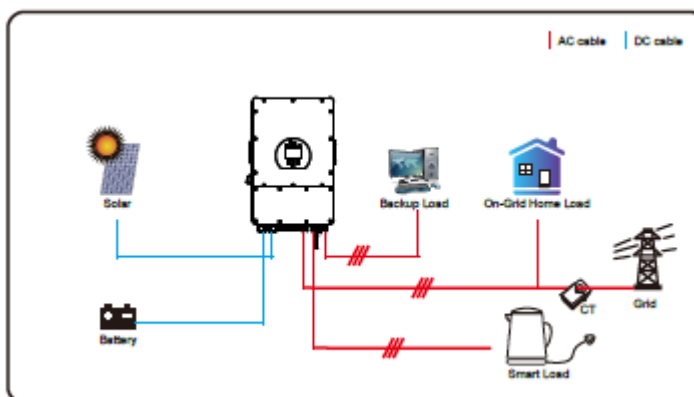 AC cable
DC cable
Solar
Backup Load
On-Grid Home Load
CT
Grid
Battery
Smart Load